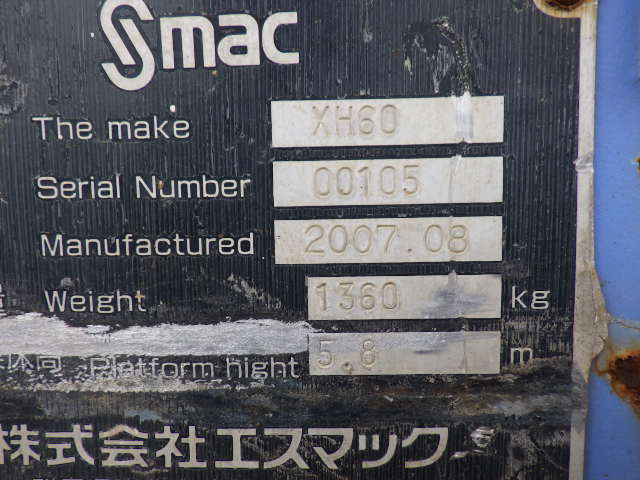 Smac
The make XH60
Serial Number 00105
Manufactured 2007.08
Weight 1360 kg
Platform hight 5.8 m
株式会社エスマック